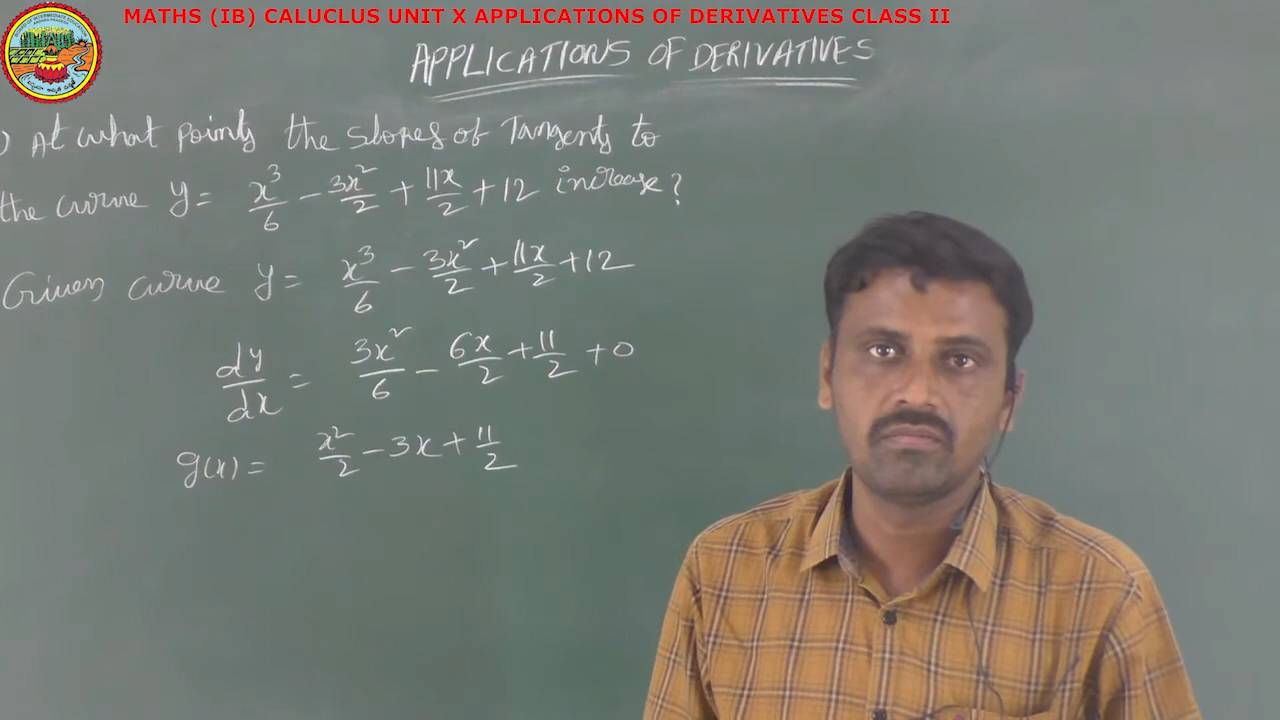 MATHS (IB) CALUCLUS UNIT X APPLICATIONS OF DERIVATIVES CLASS II
APPLICATIONS OF DERIVATIVES
) At what points the slopes of Tangents to
the curve y = x³/6 - 3x²/2 + 11x/2 + 12 increase?
Given curve y = x³/6 - 3x²/2 + 11x/2 + 12
dy/dx = 3x²/6 - 6x/2 + 11/2 + 0
g(x) = x²/2 - 3x + 11/2